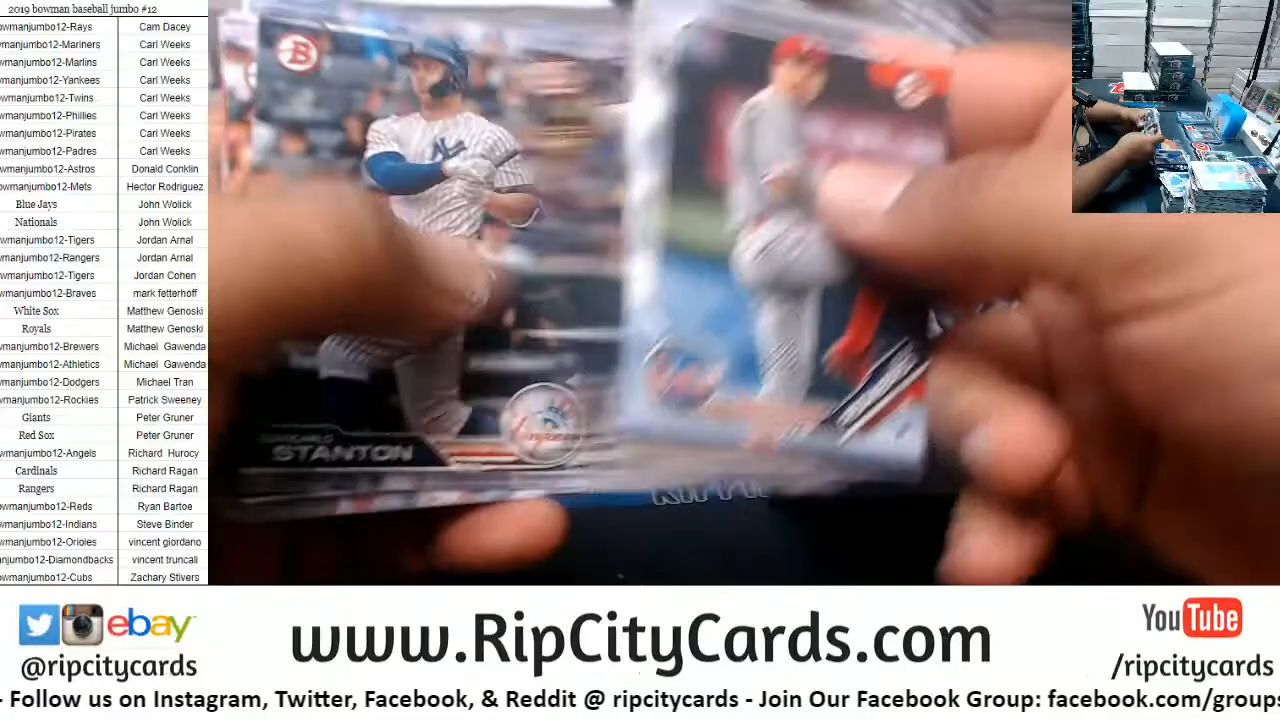 2019 bowman baseball jumbo #12
owmanjumbo12-Rays Cam Dacey
wmanjumbo12-Mariners Carl Weeks
wmanjumbo12-Marlins Carl Weeks
wmanjumbo12-Yankees Carl Weeks
owmanjumbo12-Twins Carl Weeks
wmanjumbo12-Phillies Carl Weeks
wmanjumbo12-Pirates Carl Weeks
wmanjumbo12-Padres Carl Weeks
wmanjumbo12-Astros Donald Conklin
owmanjumbo12-Mets Hector Rodriguez
Blue Jays John Wolick
Nationals John Wolick
owmanjumbo12-Tigers Jordan Arnal
wmanjumbo12-Rangers Jordan Arnal
wmanjumbo12-Tigers Jordan Cohen
wmanjumbo12-Braves mark fetterhoff
White Sox Matthew Genoski
Royals Matthew Genoski
wmanjumbo12-Brewers Michael Gawenda
wmanjumbo12-Athletics Michael Gawenda
wmanjumbo12-Dodgers Michael Tran
wmanjumbo12-Rockies Patrick Sweeney
Giants Peter Gruner
Red Sox Peter Gruner
wmanjumbo12-Angels Richard Hurocy
Cardinals Richard Ragan
Rangers Richard Ragan
owmanjumbo12-Reds Ryan Bartoe
wmanjumbo12-Indians Steve Binder
wmanjumbo12-Orioles vincent giordano
anjumbo12-Diamondbacks vincent truncali
owmanjumbo12-Cubs Zachary Stivers
B
STANTON
ebay
@ripcitycards
www.RipCityCards.com
YouTube
/ripcitycards
- Follow us on Instagram, Twitter, Facebook, & Reddit @ ripcitycards - Join Our Facebook Group: facebook.com/groups